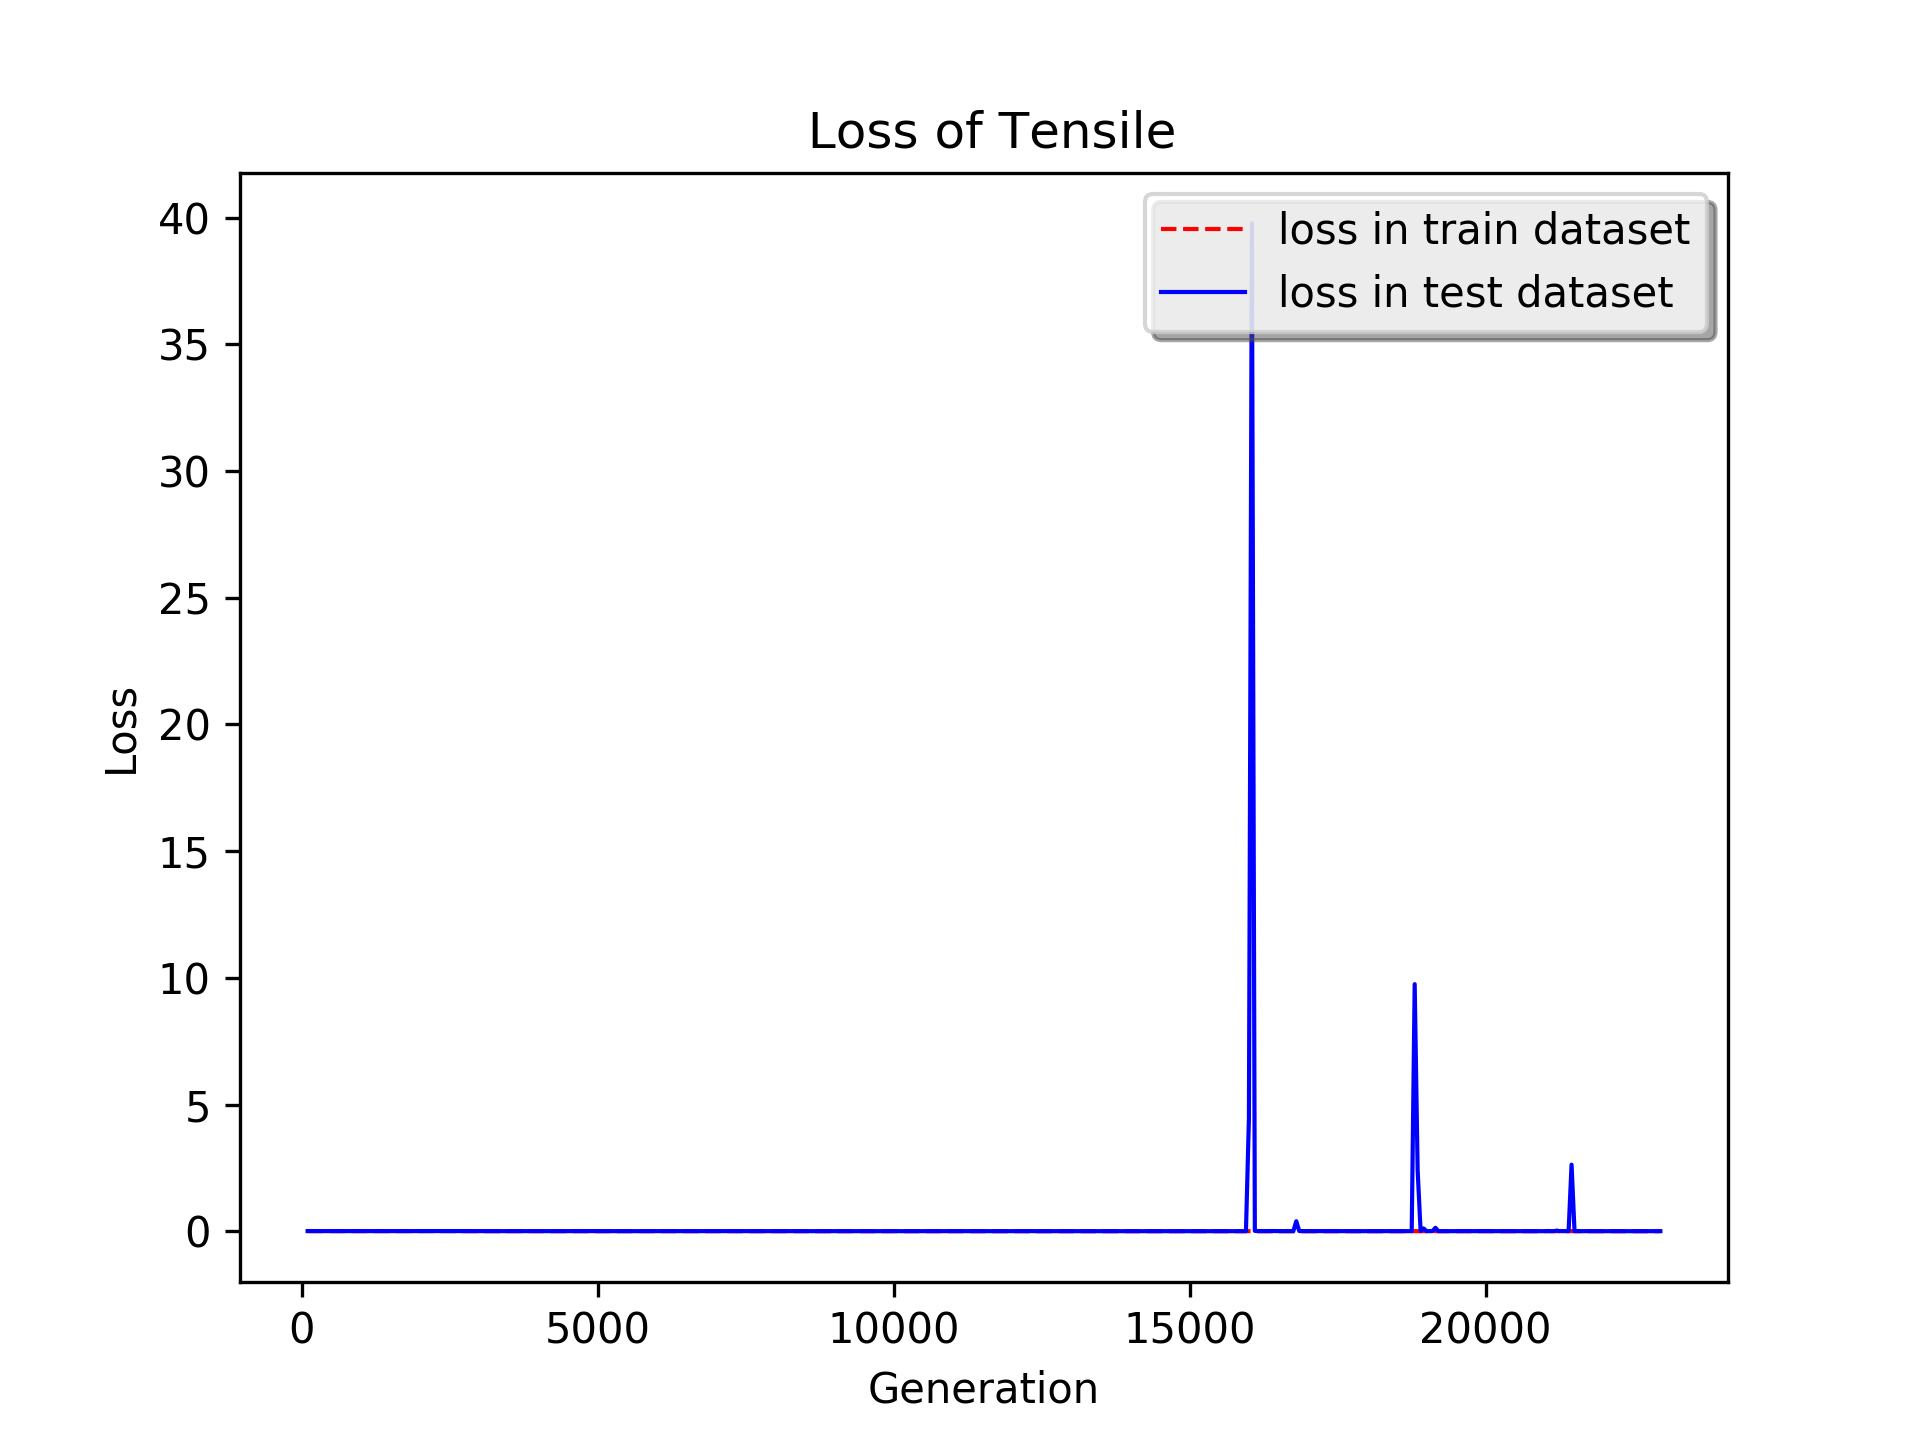 Loss of Tensile
loss in train dataset
loss in test dataset
40
35
30
25
20
15
10
5
0
Loss
0 5000 10000 15000 20000
Generation